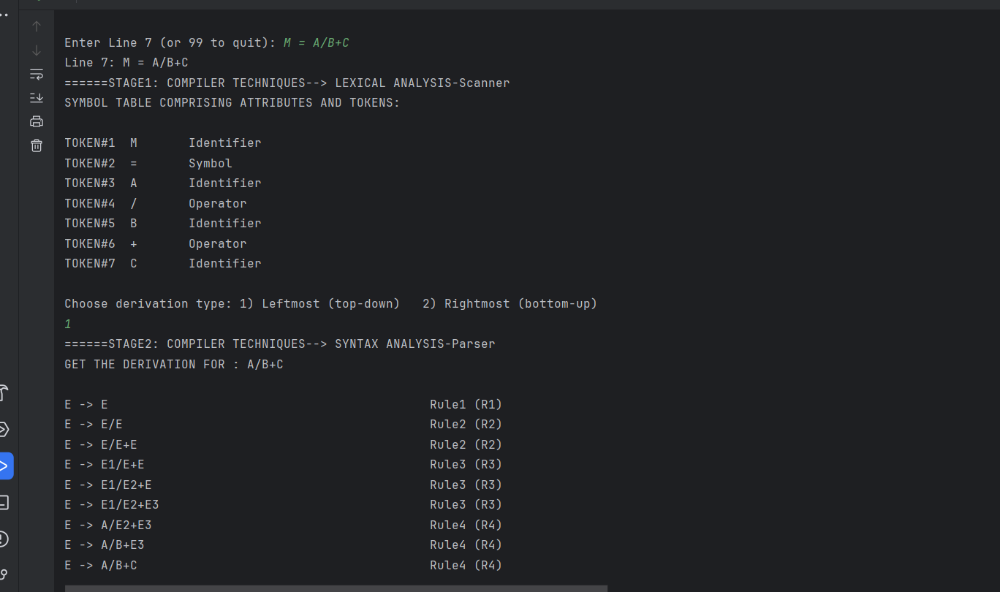 Enter Line 7 (or 99 to quit): M = A/B+C
Line 7: M = A/B+C
======STAGE1: COMPILER TECHNIQUES--> LEXICAL ANALYSIS-Scanner
SYMBOL TABLE COMPRISING ATTRIBUTES AND TOKENS:
TOKEN#1 M Identifier
TOKEN#2 = Symbol
TOKEN#3 A Identifier
TOKEN#4 / Operator
TOKEN#5 B Identifier
TOKEN#6 + Operator
TOKEN#7 C Identifier
Choose derivation type: 1) Leftmost (top-down) 2) Rightmost (bottom-up)
1
======STAGE2: COMPILER TECHNIQUES--> SYNTAX ANALYSIS-Parser
GET THE DERIVATION FOR : A/B+C
E -> E Rule1 (R1)
E -> E/E Rule2 (R2)
E -> E/E+E Rule2 (R2)
E -> E1/E+E Rule3 (R3)
E -> E1/E2+E Rule3 (R3)
E -> E1/E2+E3 Rule3 (R3)
E -> A/E2+E3 Rule4 (R4)
E -> A/B+E3 Rule4 (R4)
E -> A/B+C Rule4 (R4)